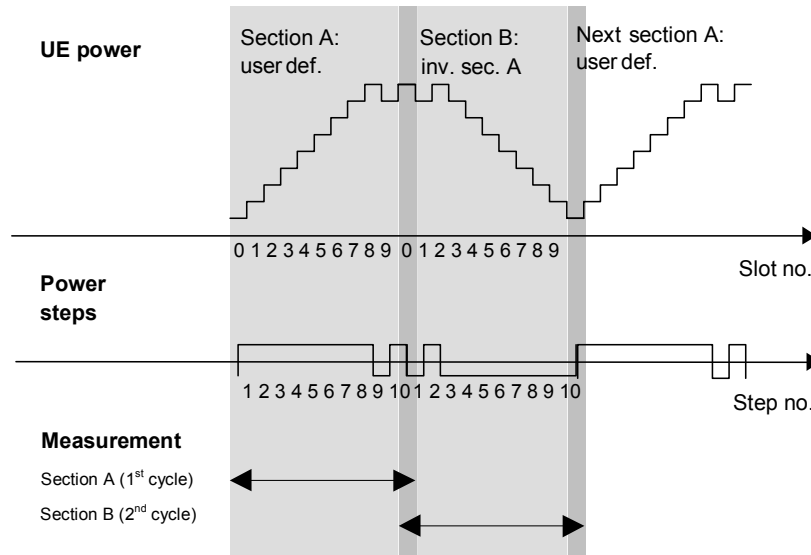 UE power
Section A:
user def.
Section B:
inv. sec. A
Next section A:
user def.
0 1 2 3 4 5 6 7 8 9 0 1 2 3 4 5 6 7 8 9
Slot no.
Power
steps
1 2 3 4 5 6 7 8 9 10 1 2 3 4 5 6 7 8 9 10
Step no.
Measurement
Section A (1st cycle)
Section B (2nd cycle)